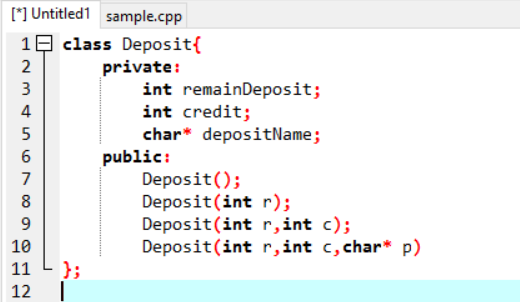 [*] Untitled1 sample.cpp
1 class Deposit{
2 private:
3 int remainDeposit;
4 int credit;
5 char* depositName;
6 public:
7 Deposit();
8 Deposit(int r);
9 Deposit(int r,int c);
10 Deposit(int r,int c,char* p)
11 };
12